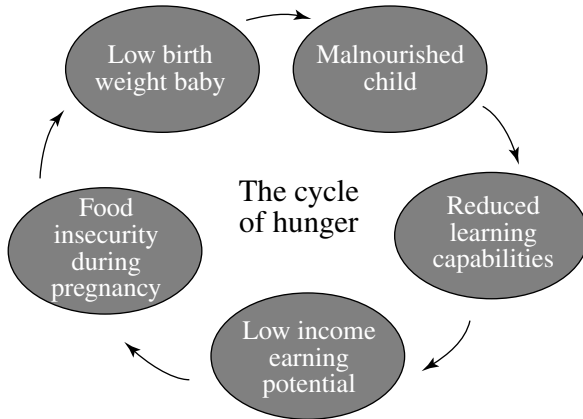 Low birth
weight baby
Malnourished
child
The cycle
of hunger
Reduced
learning
capabilities
Food
insecurity
during
pregnancy
Low income
earning
potential